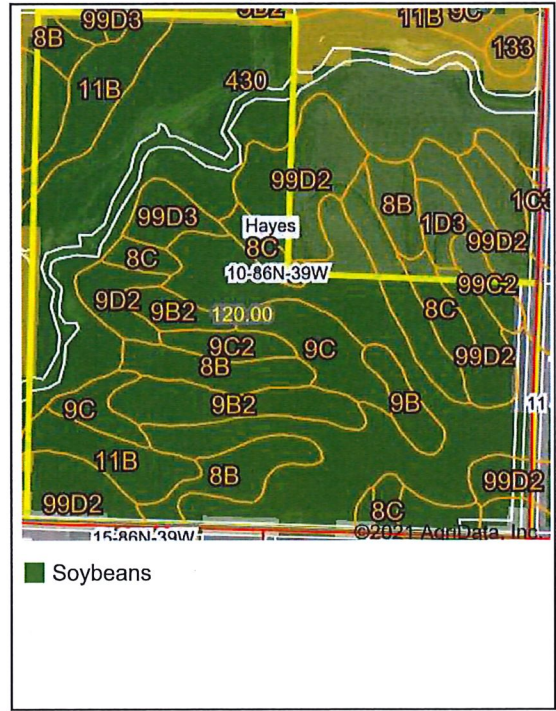 99D3
11B 9C
8B
133
11B
430
99D2
99D3
8B
1D3
Hayes
8C
99D2
8C
10-86N-39W
99C2
9D2
9B2
120.00
8C
9C2
9C
8B
99D2
9C
9B2
9B
11B
8B
99D2
99D2
8C
©2021 AgriData, Inc.
15-86N-39W
Soybeans